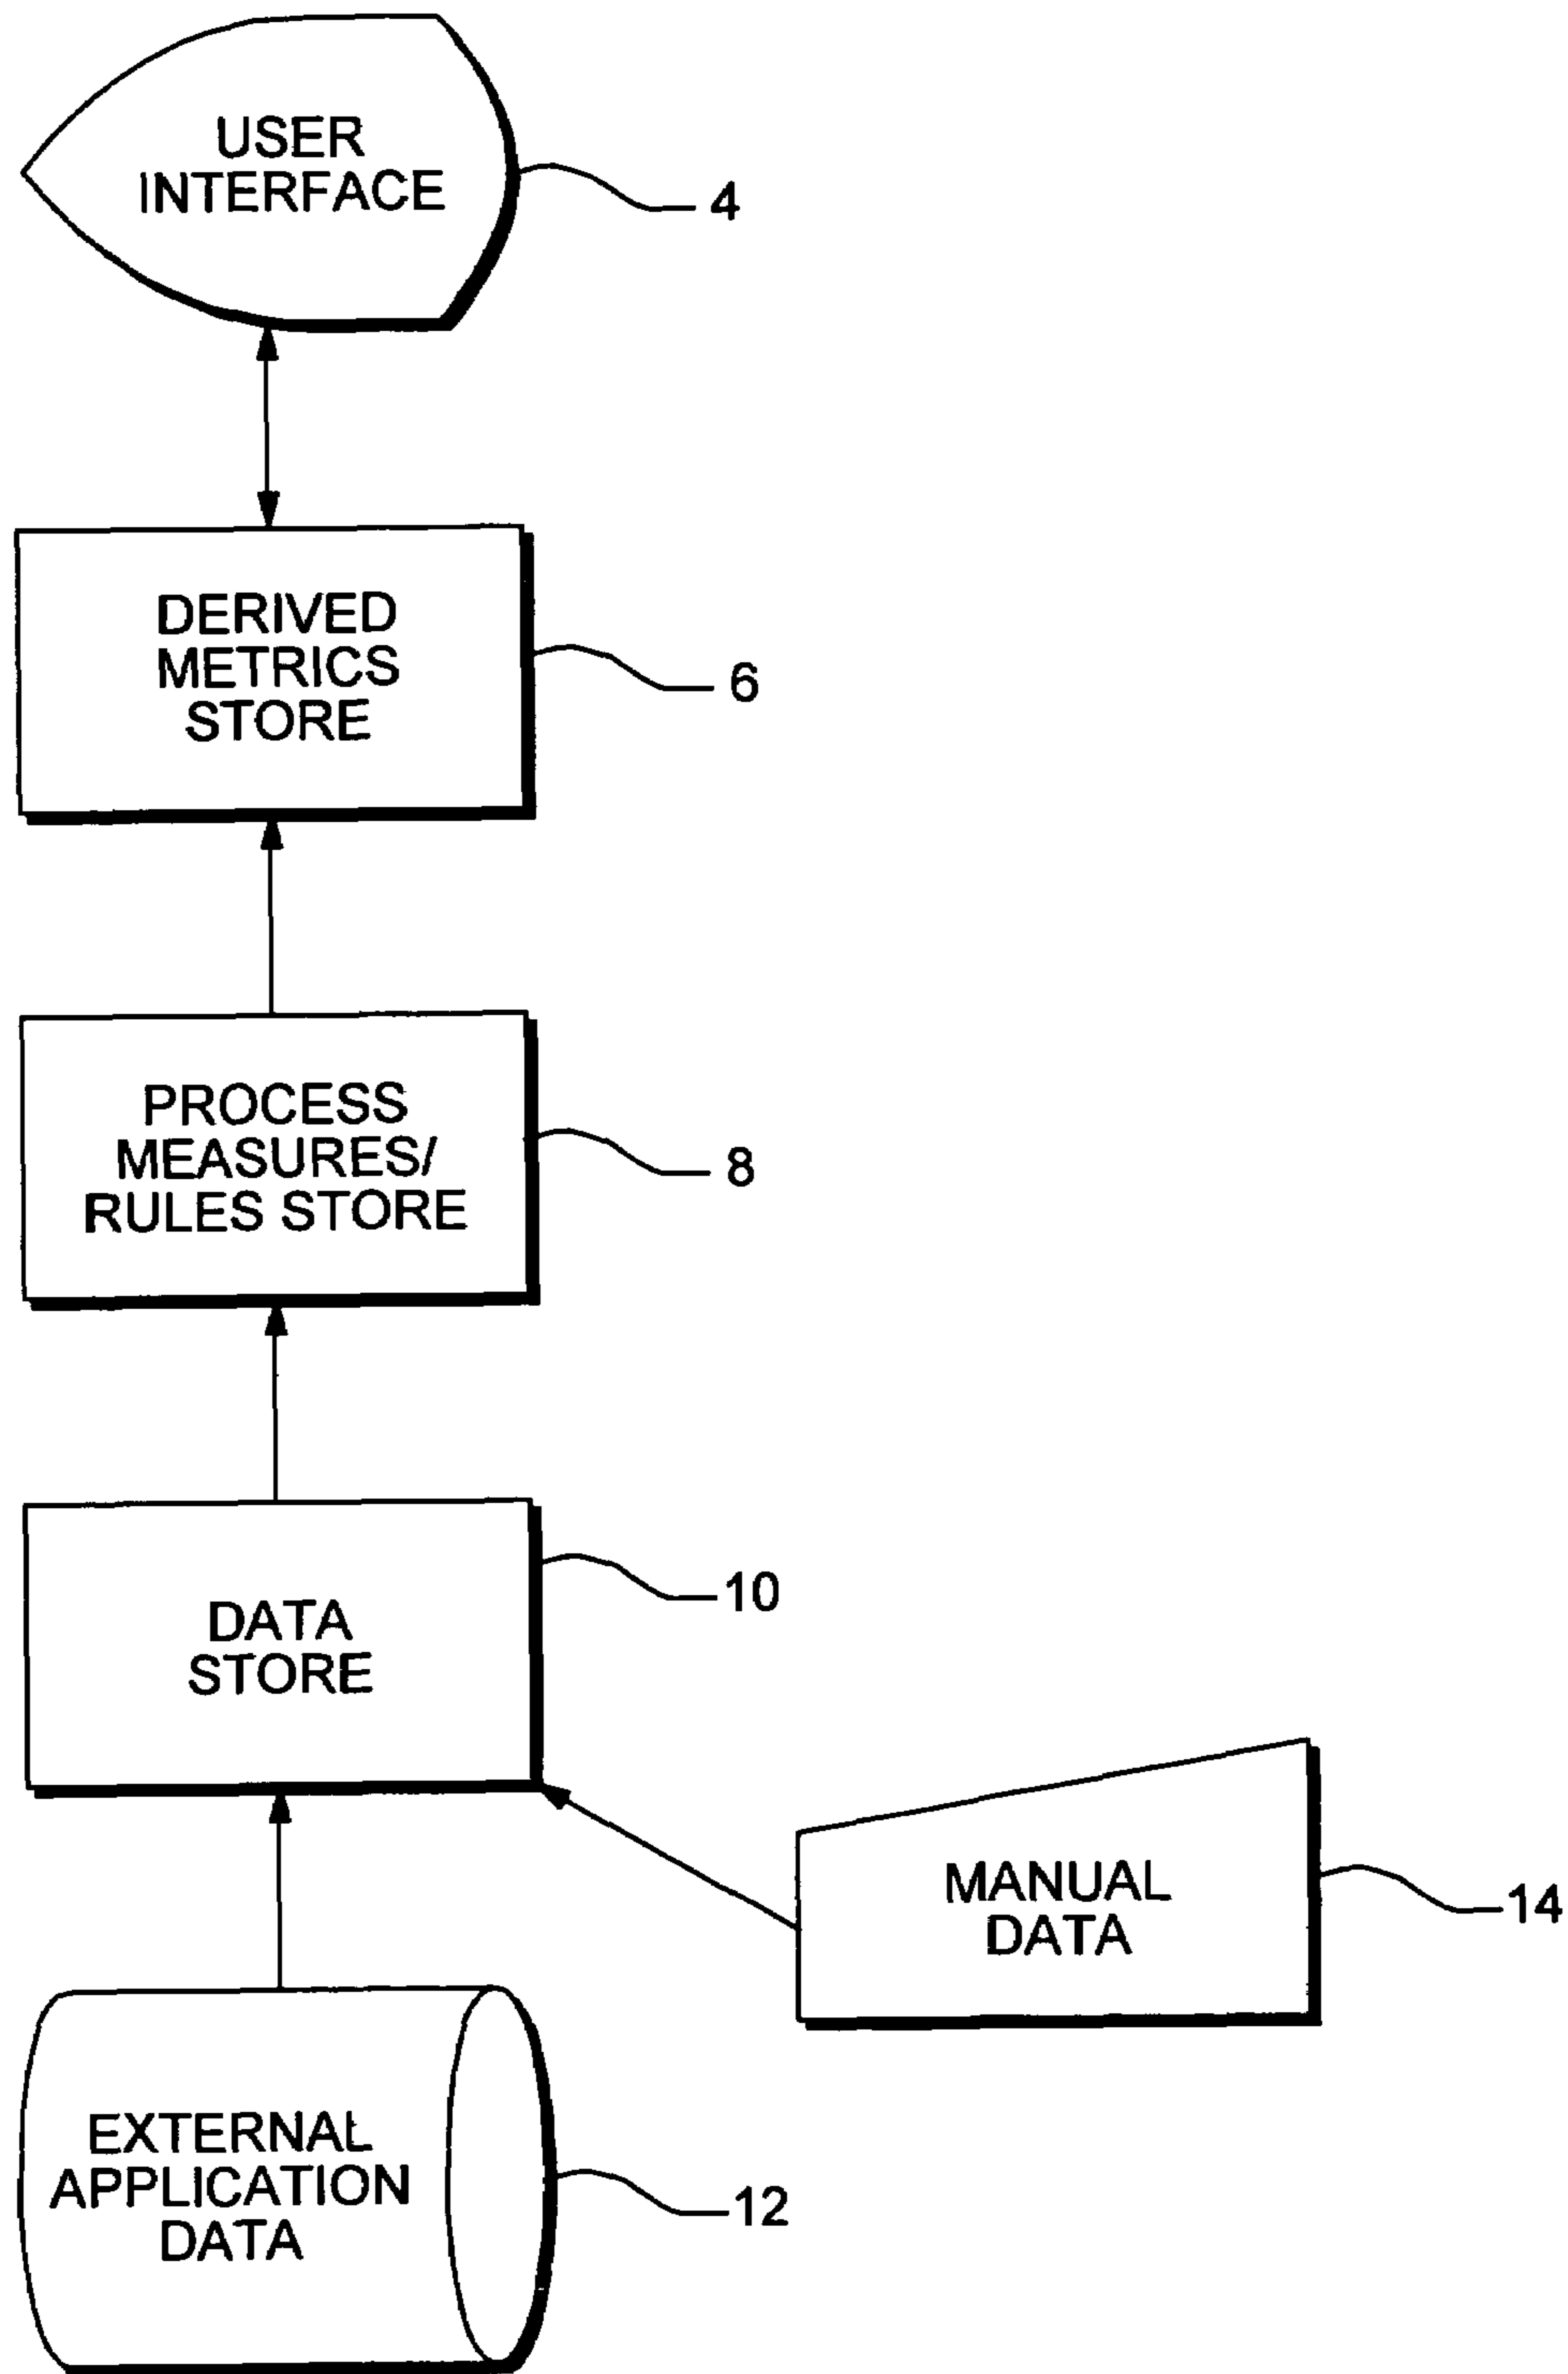 USER
INTERFACE
4
DERIVED
METRICS
STORE
6
PROCESS
MEASURES/
RULES STORE
8
DATA
STORE
10
MANUAL
DATA
14
EXTERNAL
APPLICATION
DATA
12